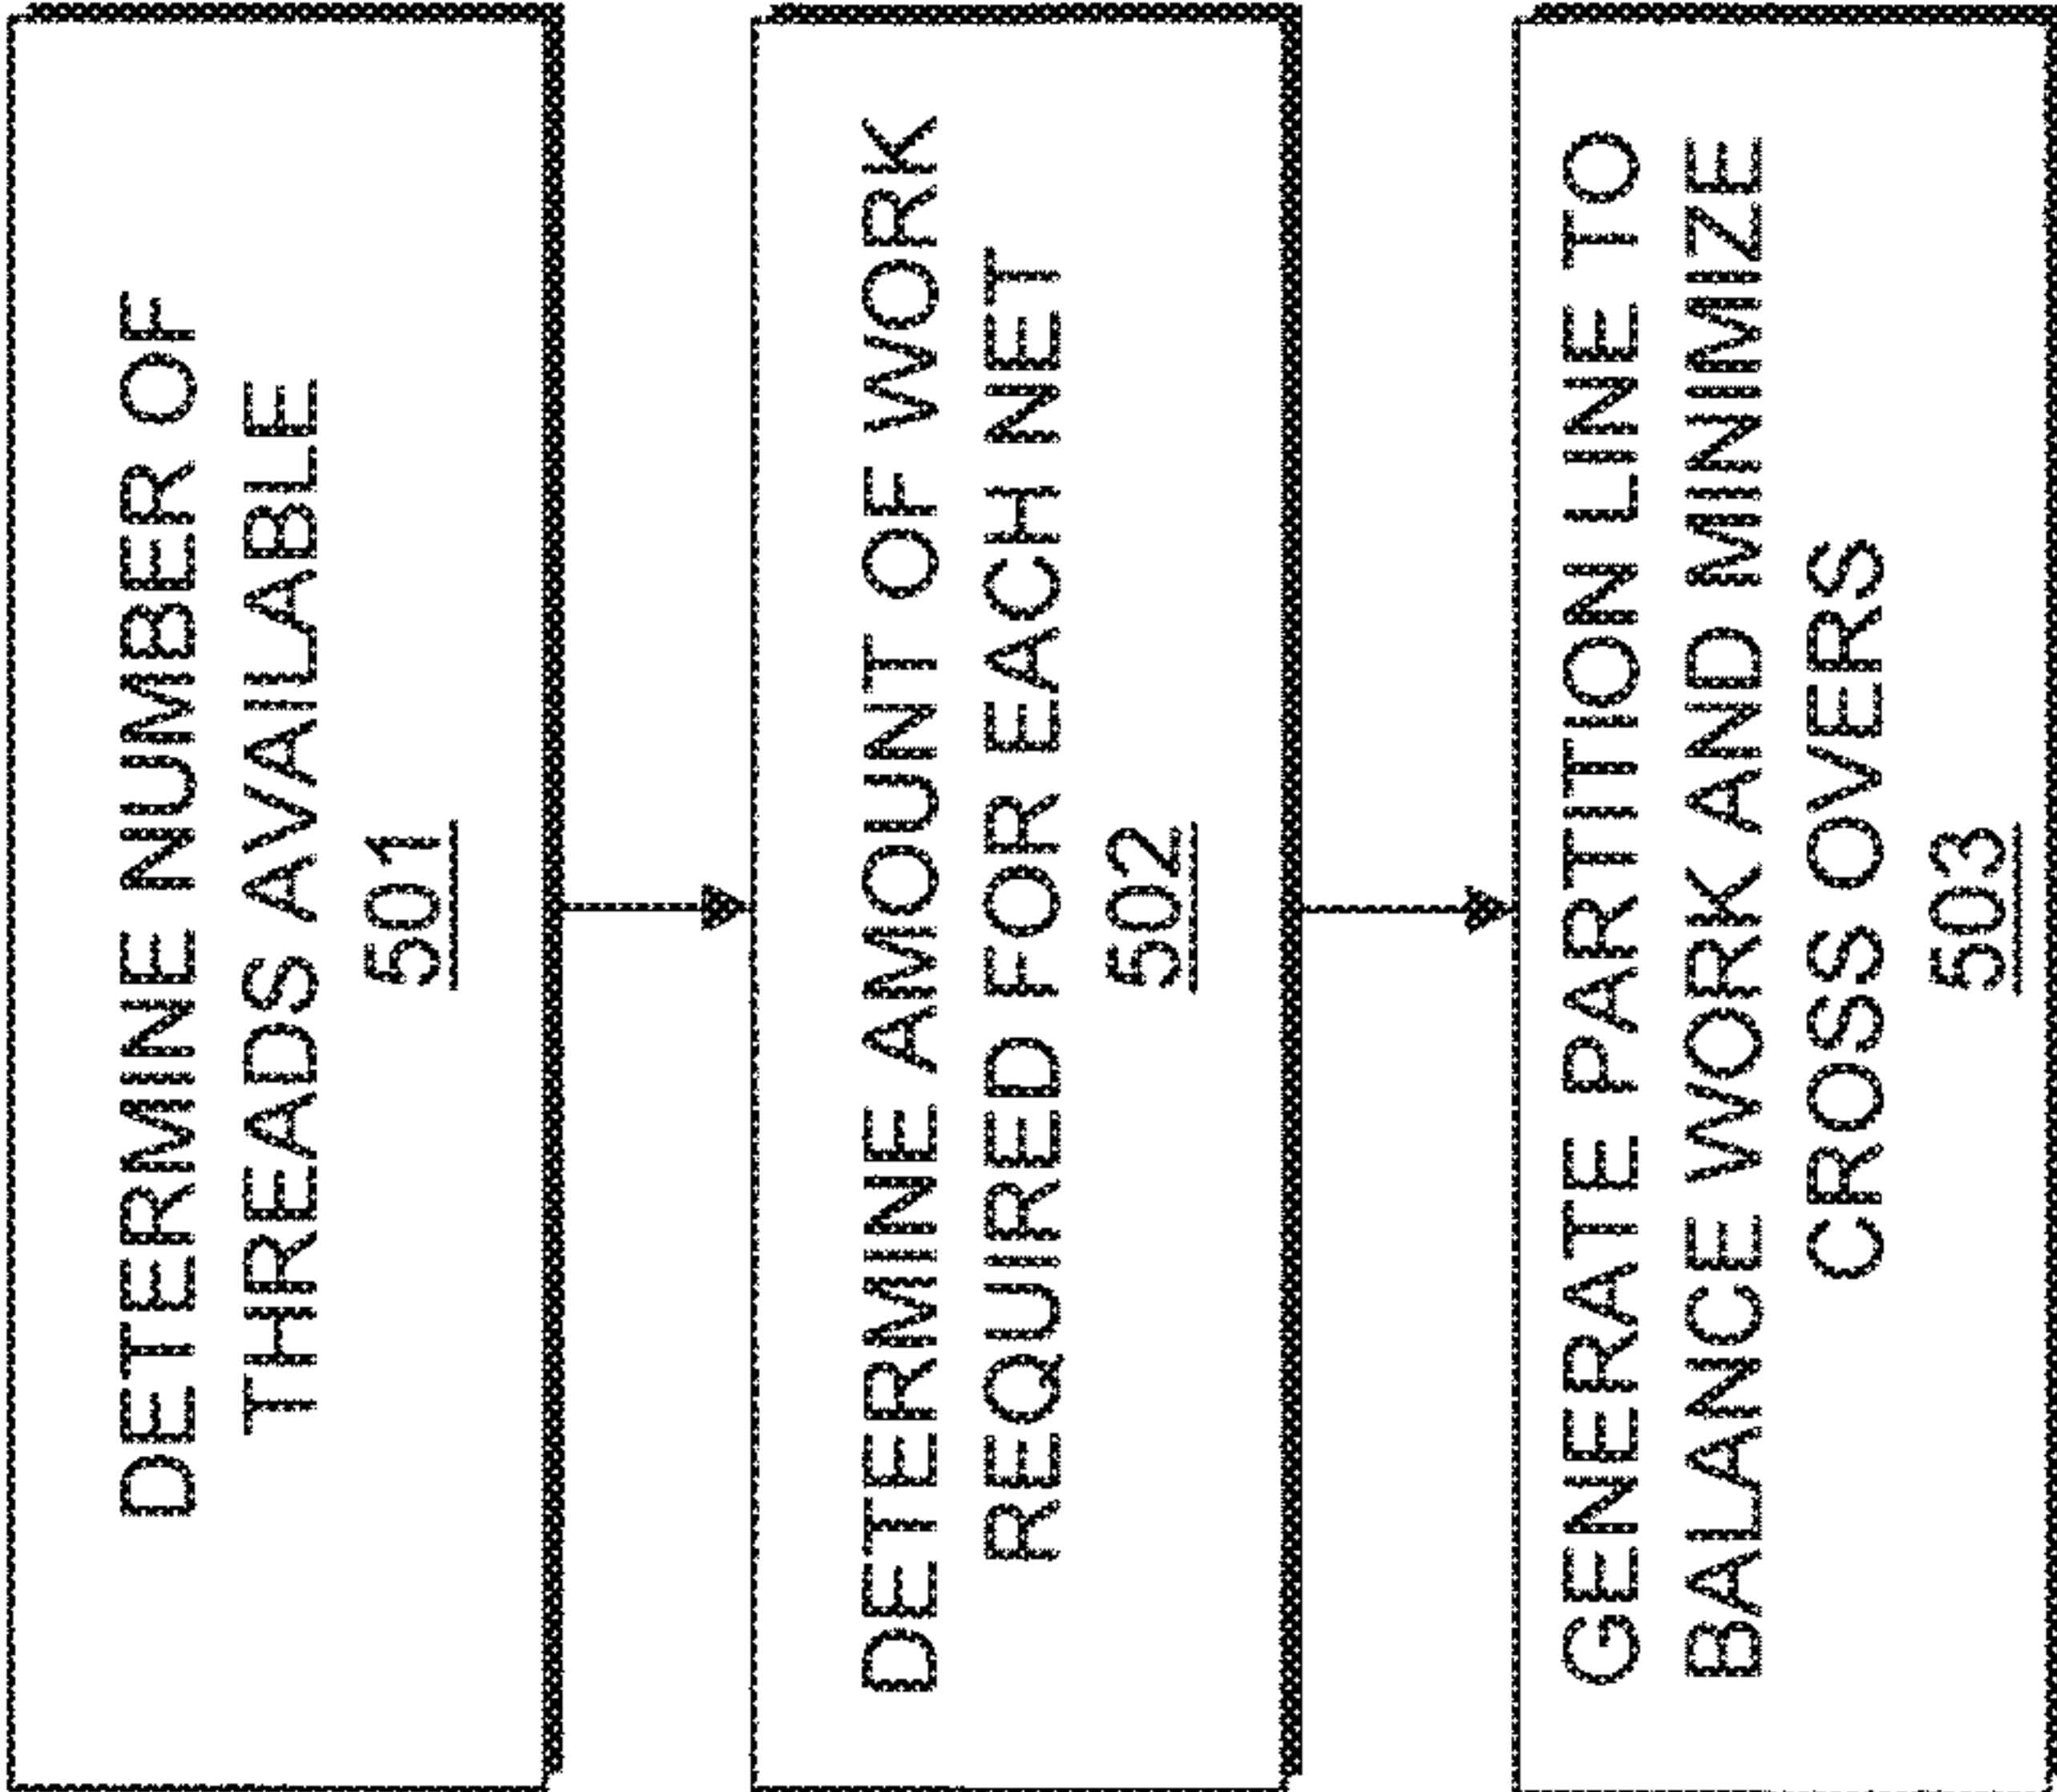 DETERMINE NUMBER OF
THREADS AVAILABLE
501
DETERMINE AMOUNT OF WORK
REQUIRED FOR EACH NET
502
GENERATE PARTITION LINE TO
BALANCE WORK AND MINIMIZE
CROSS OVERS
503